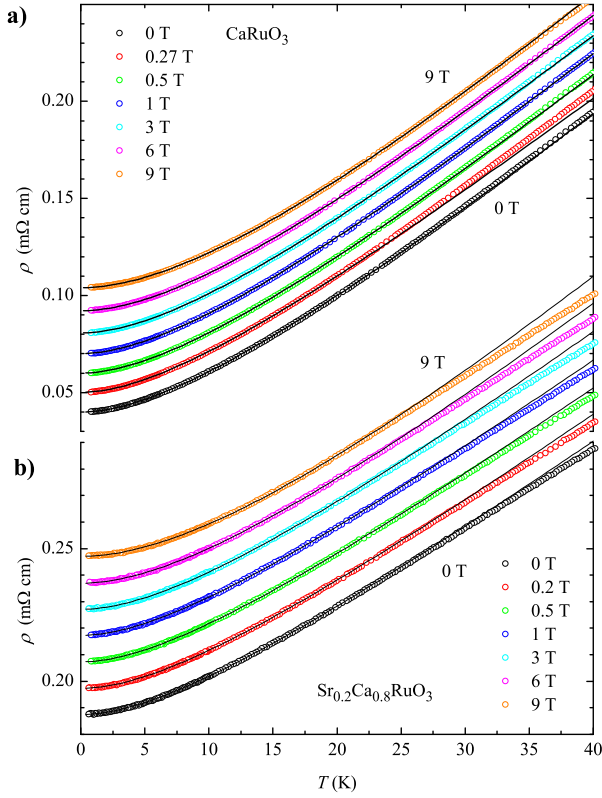 a)
0 T
CaRuO3
0.27 T
0.5 T
1 T
3 T
6 T
9 T
9 T
0 T
0.20
0.15
0.10
0.05
ρ (mΩ cm)
b)
9 T
0 T
0 T
0.2 T
0.5 T
1 T
3 T
6 T
9 T
Sr0.2Ca0.8RuO3
0.25
0.20
ρ (mΩ cm)
0 5 10 15 20 25 30 35 40
T (K)